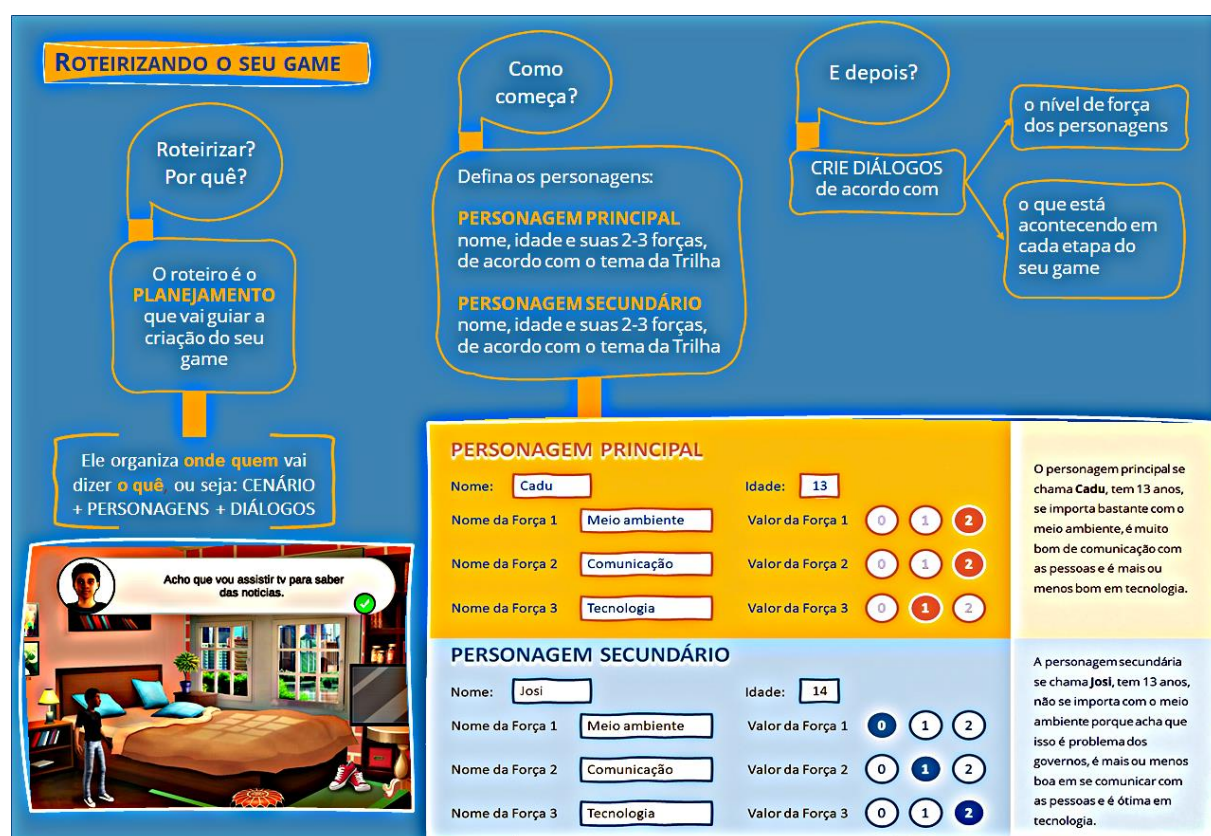 ROTEIRIZANDO O SEU GAME
Roteirizar?
Por quê?
O roteiro é o
PLANEJAMENTO
que vai guiar a
criação do seu
game
Ele organiza onde quem vai
dizer o quê, ou seja: CENÁRIO
+ PERSONAGENS + DIÁLOGOS
Acho que vou assistir tv para saber
das noticias.
Como
começa?
Defina os personagens:
PERSONAGEM PRINCIPAL
nome, idade e suas 2-3 forças,
de acordo com o tema da Trilha
PERSONAGEM SECUNDÁRIO
nome, idade e suas 2-3 forças,
de acordo com o tema da Trilha
E depois?
CRIE DIÁLOGOS
de acordo com
o nível de força
dos personagens
o que está
acontecendo em
cada etapa do
seu game
PERSONAGEM PRINCIPAL
Nome: Cadu Idade: 13
Nome da Força 1 Meio ambiente Valor da Força 1 0 1 2
Nome da Força 2 Comunicação Valor da Força 2 0 1 2
Nome da Força 3 Tecnologia Valor da Força 3 0 1 2
O personagem principal se
chama Cadu, tem 13 anos,
se importa bastante com o
meio ambiente, é muito
bom de comunicação com
as pessoas e é mais ou
menos bom em tecnologia.
PERSONAGEM SECUNDÁRIO
Nome: Josi Idade: 14
Nome da Força 1 Meio ambiente Valor da Força 1 0 1 2
Nome da Força 2 Comunicação Valor da Força 2 0 1 2
Nome da Força 3 Tecnologia Valor da Força 3 0 1 2
A personagem secundária
se chama Josi, tem 13 anos,
não se importa com o meio
ambiente porque acha que
isso é problema dos
governos, é mais ou menos
boa em se comunicar com
as pessoas e é ótima em
tecnologia.